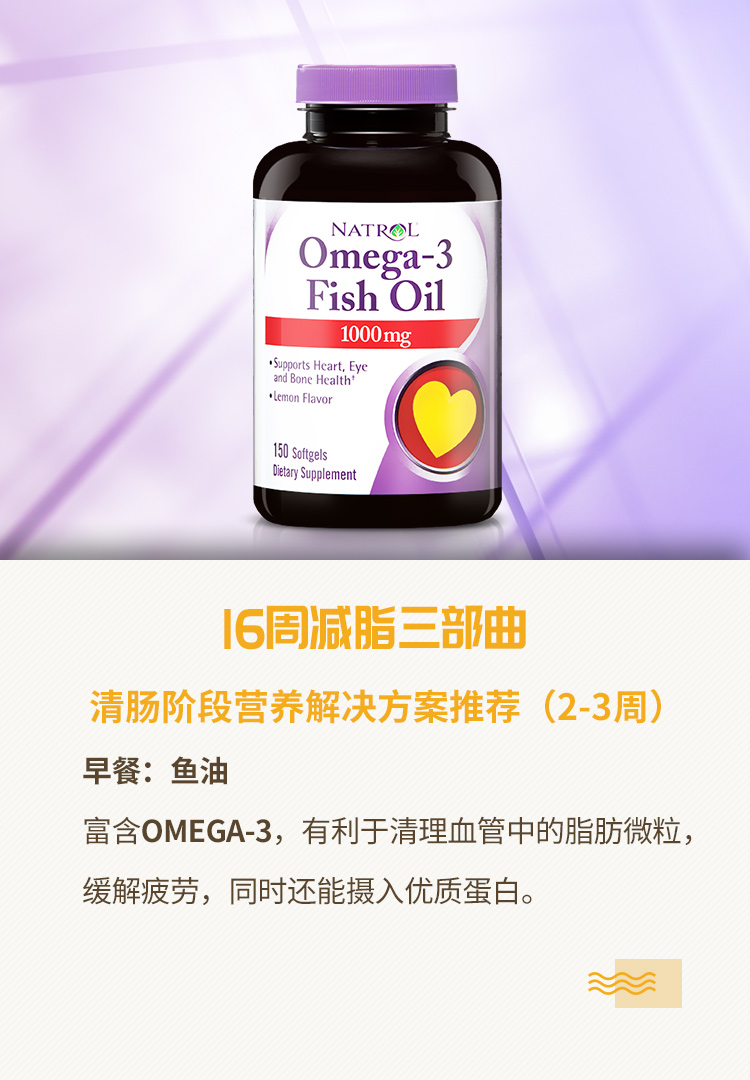 NATROL
Omega-3
Fish Oil
1000mg
•Supports Heart, Eye
and Bone Health†
•Lemon Flavor
150 Softgels
Dietary Supplement
16周减脂三部曲
清肠阶段营养解决方案推荐（2-3周）
早餐：鱼油
富含OMEGA-3，有利于清理血管中的脂肪微粒，
缓解疲劳，同时还能摄入优质蛋白。